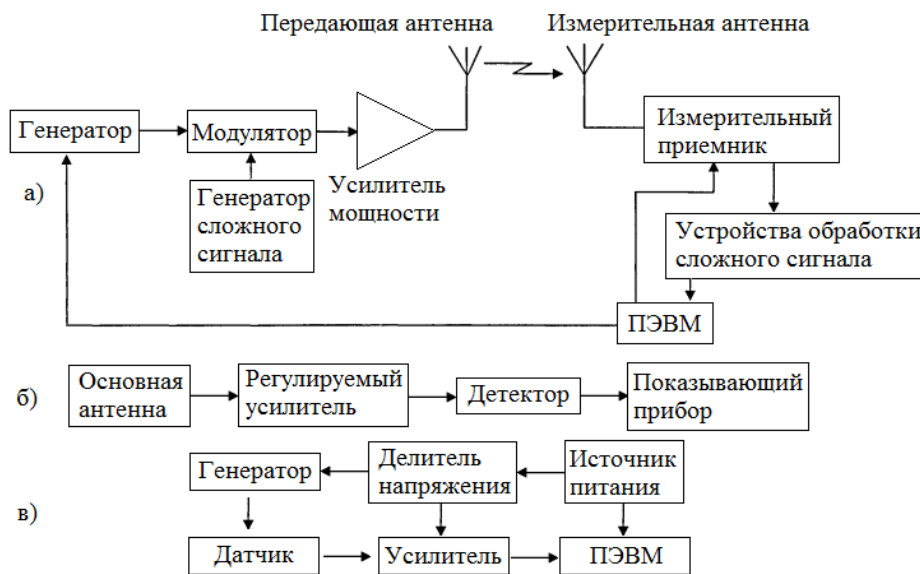 Передающая антенна
Измерительная антенна
Генератор
Модулятор
Измерительный
приемник
а)
Генератор
сложного
сигнала
Усилитель
мощности
Устройства обработки
сложного сигнала
ПЭВМ
б)
Основная
антенна
Регулируемый
усилитель
Детектор
Показывающий
прибор
в)
Генератор
Делитель
напряжения
Источник
питания
Датчик
Усилитель
ПЭВМ